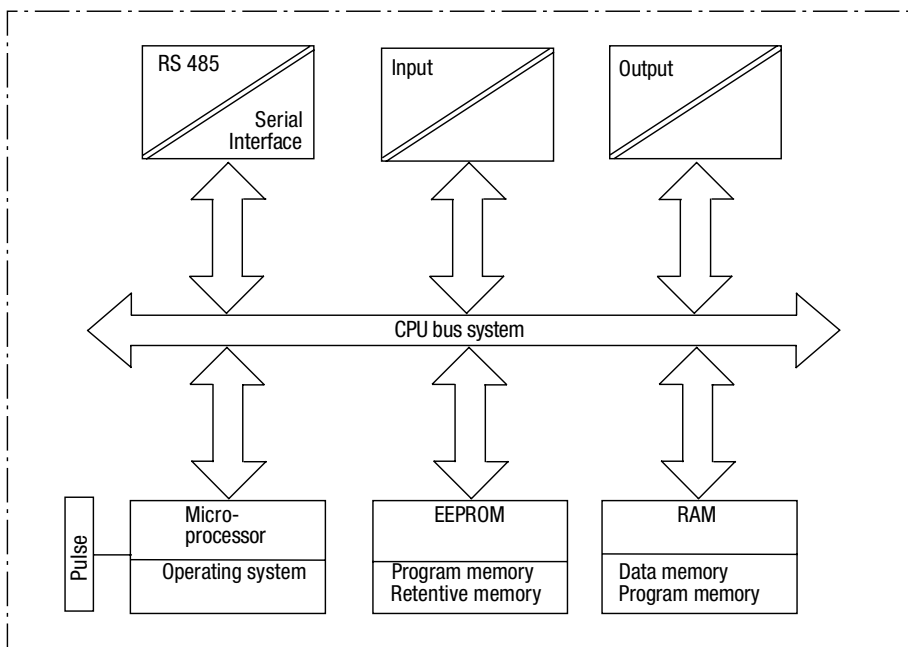 RS 485
Serial
Interface
Input
Output
CPU bus system
Micro-
processor
Operating system
Pulse
EEPROM
Program memory
Retentive memory
RAM
Data memory
Program memory